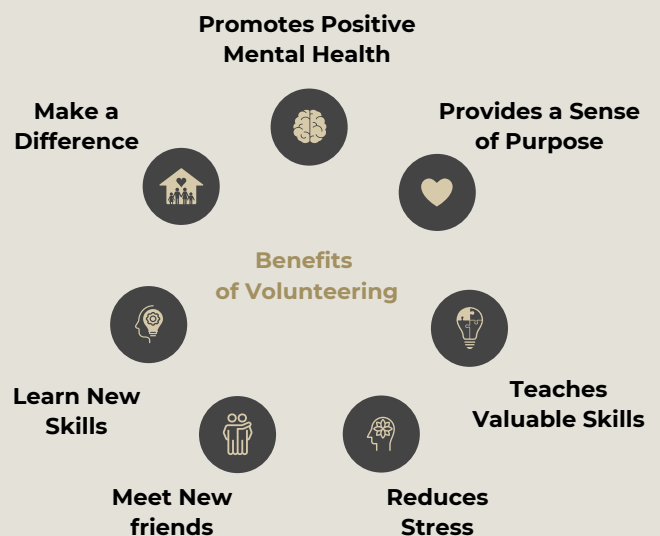 Promotes Positive
Mental Health
Make a
Difference
Provides a Sense
of Purpose
Benefits
of Volunteering
Learn New
Skills
Teaches
Valuable Skills
Meet New
friends
Reduces
Stress